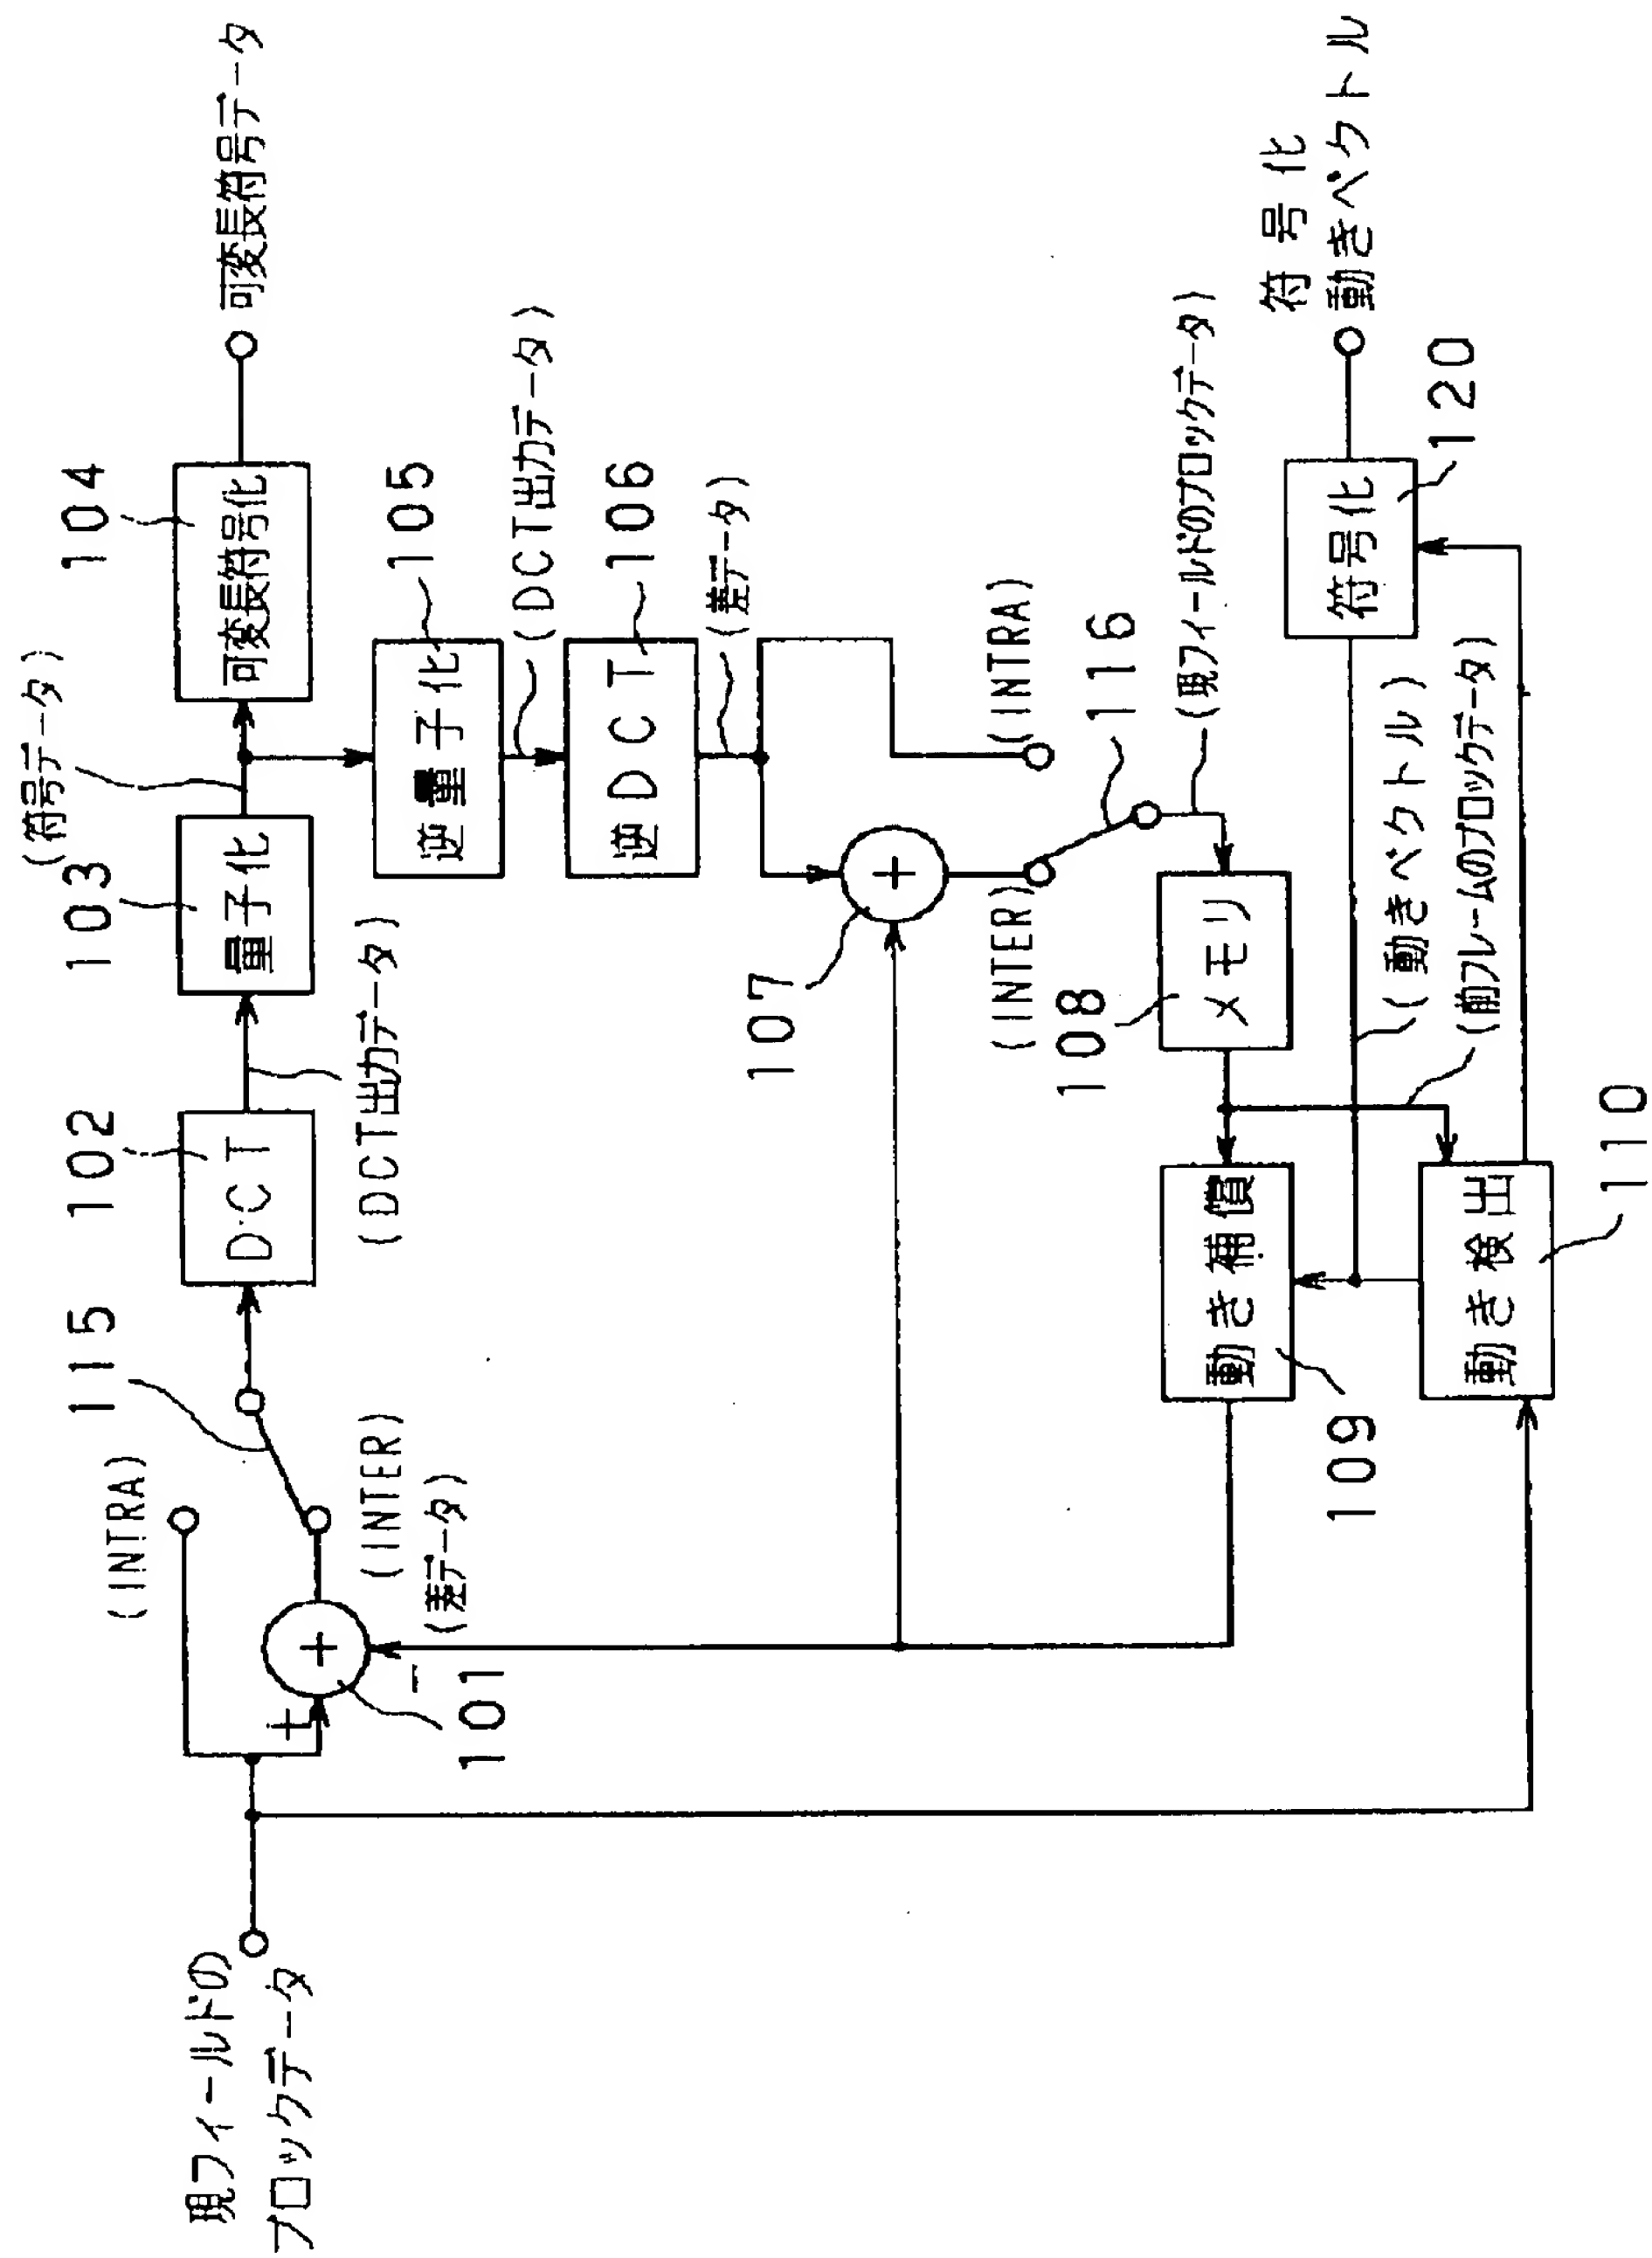 現フィールドの
ブロックデータ
(INTRA)
115
102
103
(符号データ)
104
DCT
量子化
可変長符号化
可変長符号データ
+
+
−
101
(INTER)
(差データ)
(DCT出力データ)
逆量子化
105
(DCT出力データ)
逆DCT
106
(差データ)
107
+
(INTER)
(INTRA)
116
(現フィールドのブロックデータ)
108
メモリ
109
動き補償
(動きベクトル)
(前フレームのブロックデータ)
動き検出
110
符号化
120
符号化
動きベクトル